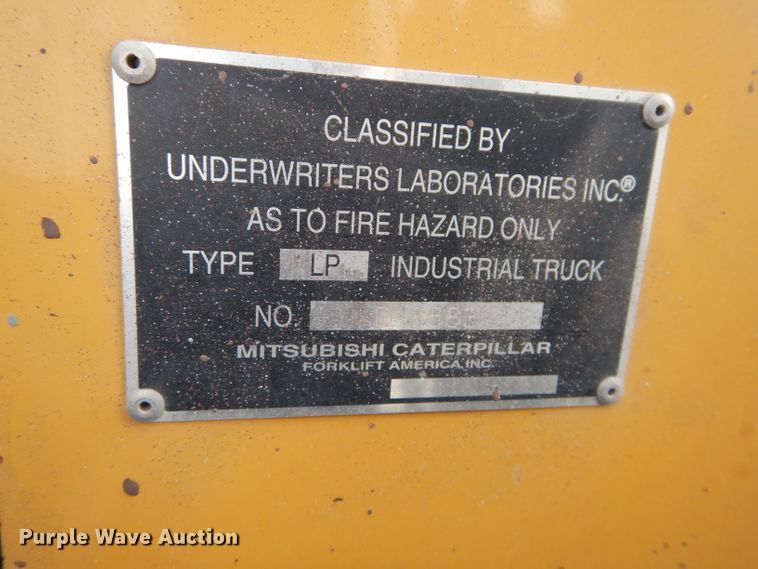 CLASSIFIED BY
UNDERWRITERS LABORATORIES INC.®
AS TO FIRE HAZARD ONLY
TYPE LP INDUSTRIAL TRUCK
NO.
MITSUBISHI CATERPILLAR
FORKLIFT AMERICA INC.
Purple Wave Auction